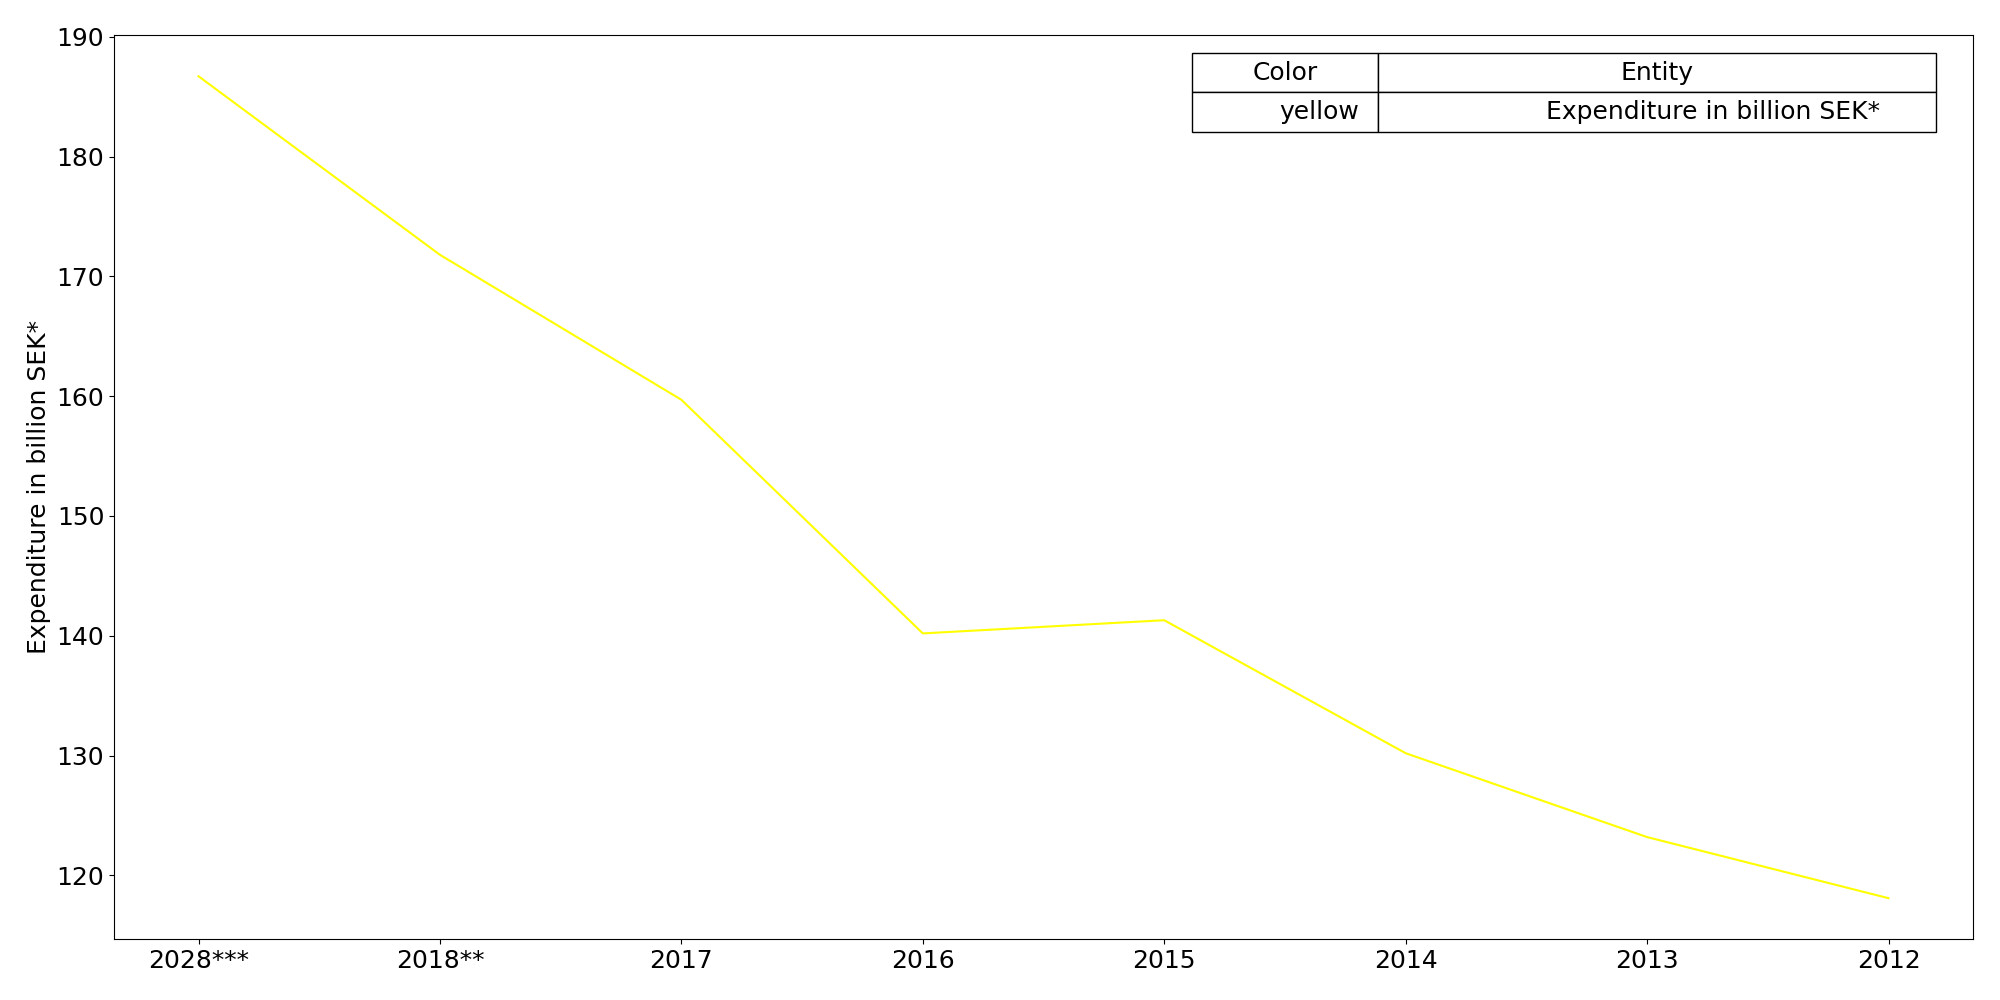 190
180
170
160
150
140
130
120
Expenditure in billion SEK*
Color Entity
yellow Expenditure in billion SEK*
2028*** 2018** 2017 2016 2015 2014 2013 2012